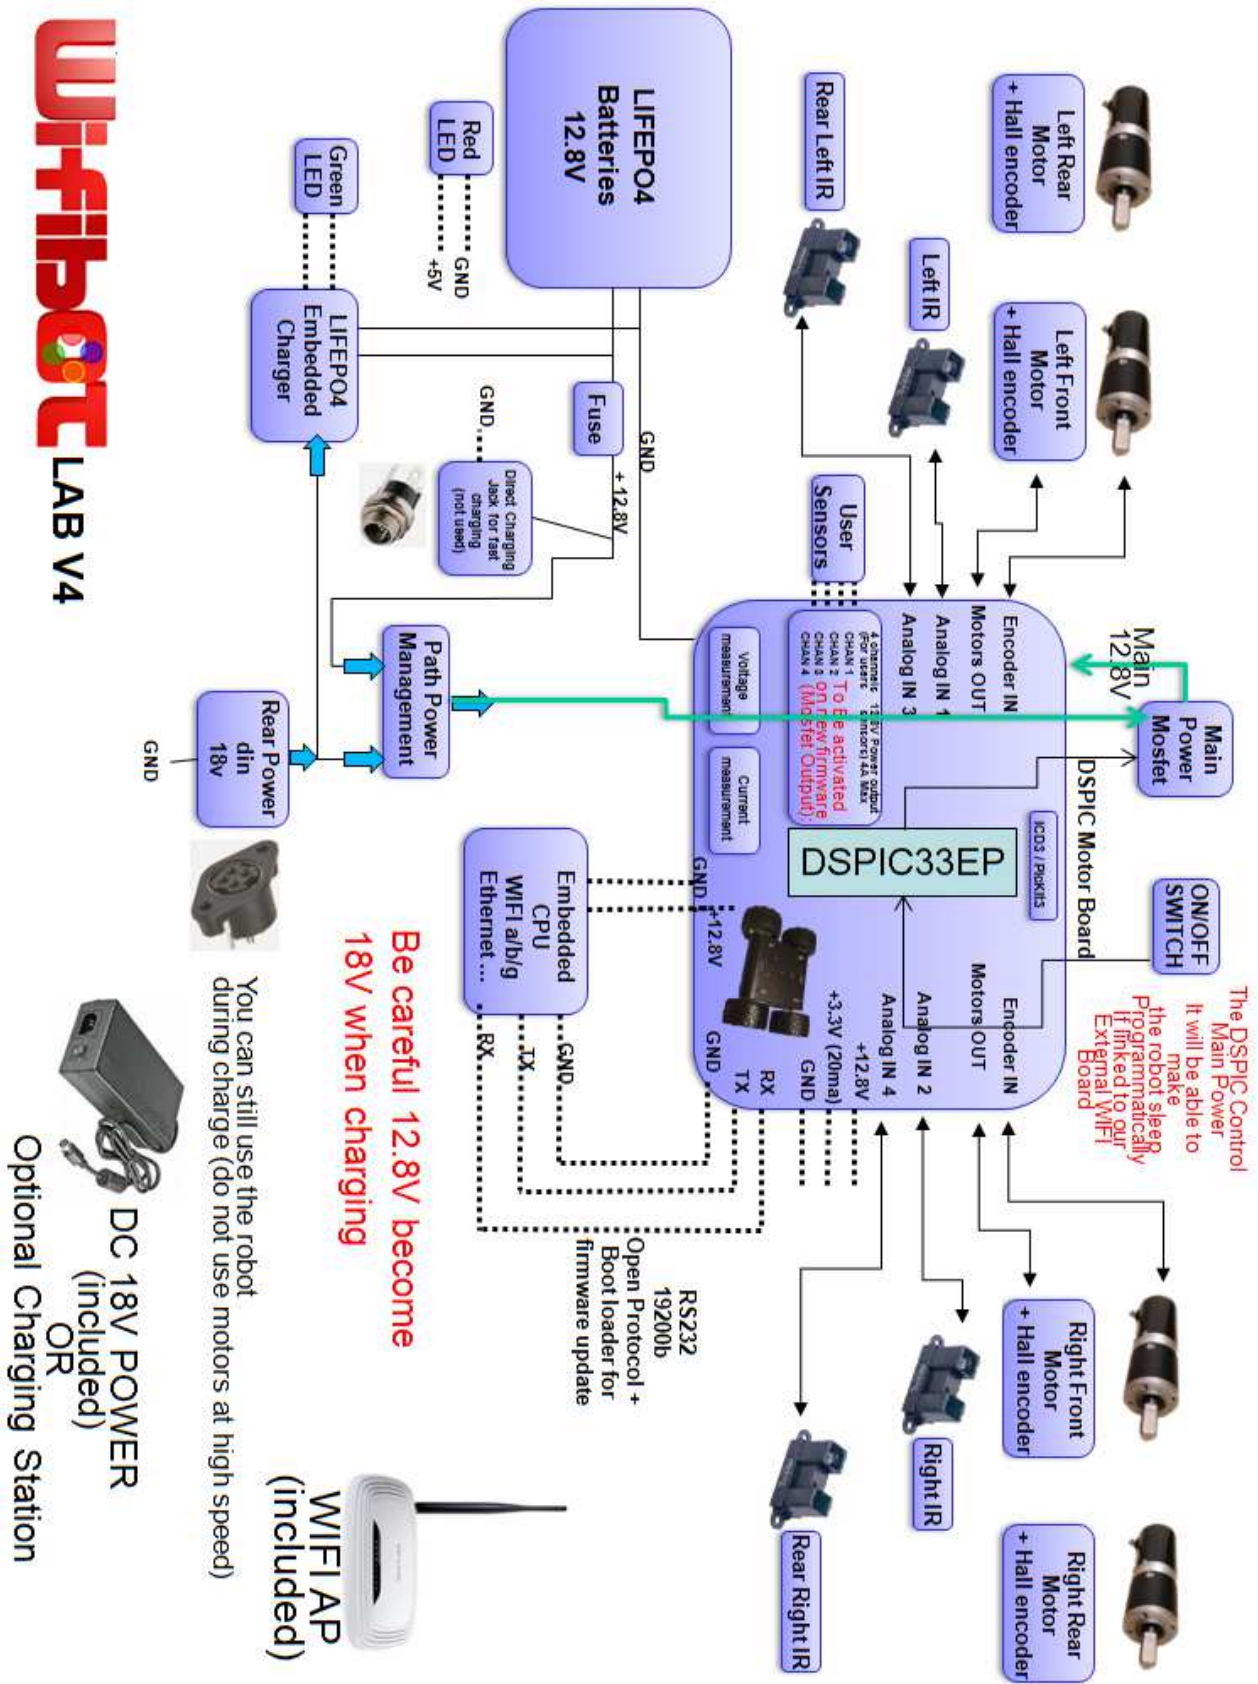 Left Rear
Motor
+ Hall encoder
Left Front
Motor
+ Hall encoder
Main
Power
Mosfet
Main
12.8V
ON/OFF
SWITCH
The DSPIC Control
Main Power
It will be able to
make
the robot sleep
Programmatically
If linked to our
External WIFI
Board
Right Front
Motor
+ Hall encoder
Right Rear
Motor
+ Hall encoder
Rear Left IR
Left IR
User
Sensors
DSPIC Motor Board
ICD3 / PicKit3
Encoder IN
Motors OUT
Analog IN 1
Analog IN 3
4 channels 12.8V Power output
(For users sensors) 4A Max
CHAN 1
CHAN 2
CHAN 3
CHAN 4
To Be activated
on new firmware
(Mosfet Output);
DSPIC33EP
Voltage
measurement
Current
measurement
GND
+12.8V
Encoder IN
Motors OUT
Analog IN 2
Analog IN 4
+12.8V
+3.3V (20ma)
GND
RX
TX
GND
Right IR
Rear Right IR
LIFEPO4
Batteries
12.8V
Red
LED
GND
+5V
Green
LED
LIFEPO4
Embedded
Charger
Fuse
GND
+ 12.8V
GND
Direct Charging
Jack for fast
charging
(not used)
Path Power
Management
Rear Power
din
18v
GND
Embedded
CPU
WIFI a/b/g
Ethernet ...
GND
TX
RX
RS232
19200b
Open Protocol +
Boot loader for
firmware update
Be careful 12.8V become
18V when charging
You can still use the robot
during charge (do not use motors at high speed)
DC 18V POWER
(included)
OR
Optional Charging Station
WIFI AP
(included)
Wifibot LAB V4